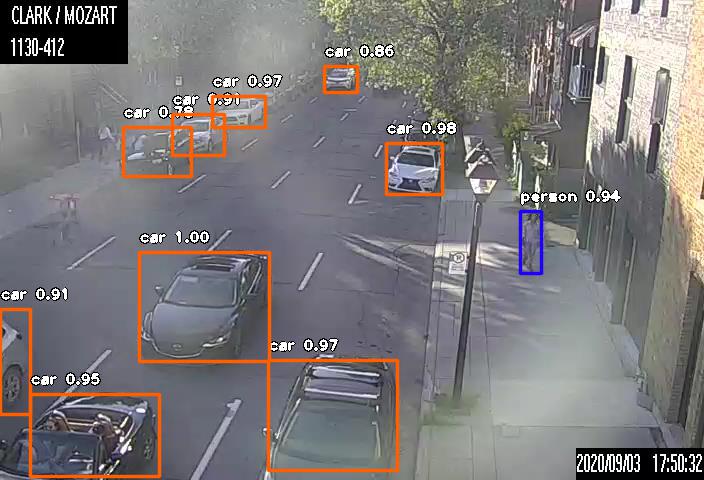 CLARK / MOZART
1130-412
car 0.86
car 0.97
car 0.91
car 0.78
car 0.98
person 0.94
car 1.00
car 0.91
car 0.97
car 0.95
2020/09/03 17:50:32